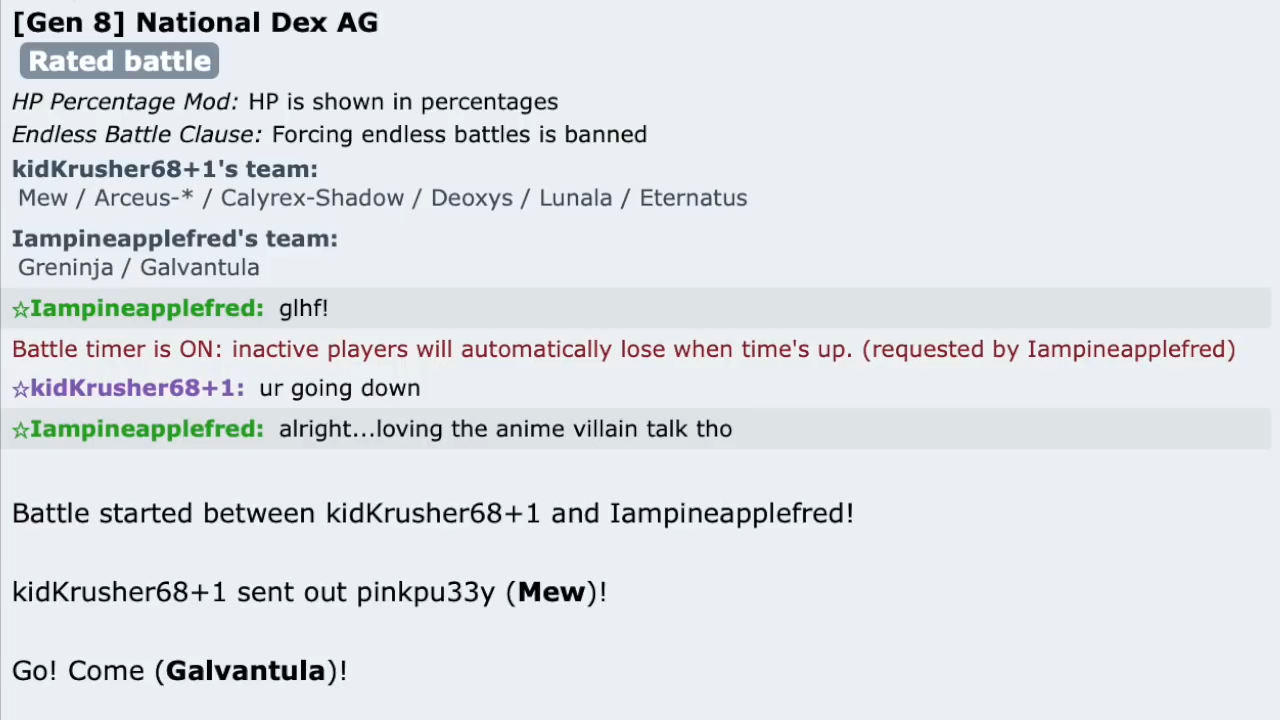 [Gen 8] National Dex AG
Rated battle
HP Percentage Mod: HP is shown in percentages
Endless Battle Clause: Forcing endless battles is banned
kidKrusher68+1's team:
Mew / Arceus-* / Calyrex-Shadow / Deoxys / Lunala / Eternatus
Iampineapplefred's team:
Greninja / Galvantula
☆Iampineapplefred: glhf!
Battle timer is ON: inactive players will automatically lose when time's up. (requested by Iampineapplefred)
☆kidKrusher68+1: ur going down
☆Iampineapplefred: alright...loving the anime villain talk tho
Battle started between kidKrusher68+1 and Iampineapplefred!
kidKrusher68+1 sent out pinkpu33y (Mew)!
Go! Come (Galvantula)!